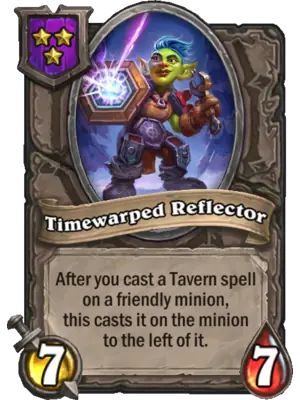 Timewarped Reflector
After you cast a Tavern spell
on a friendly minion,
this casts it on the minion
to the left of it.
7
7